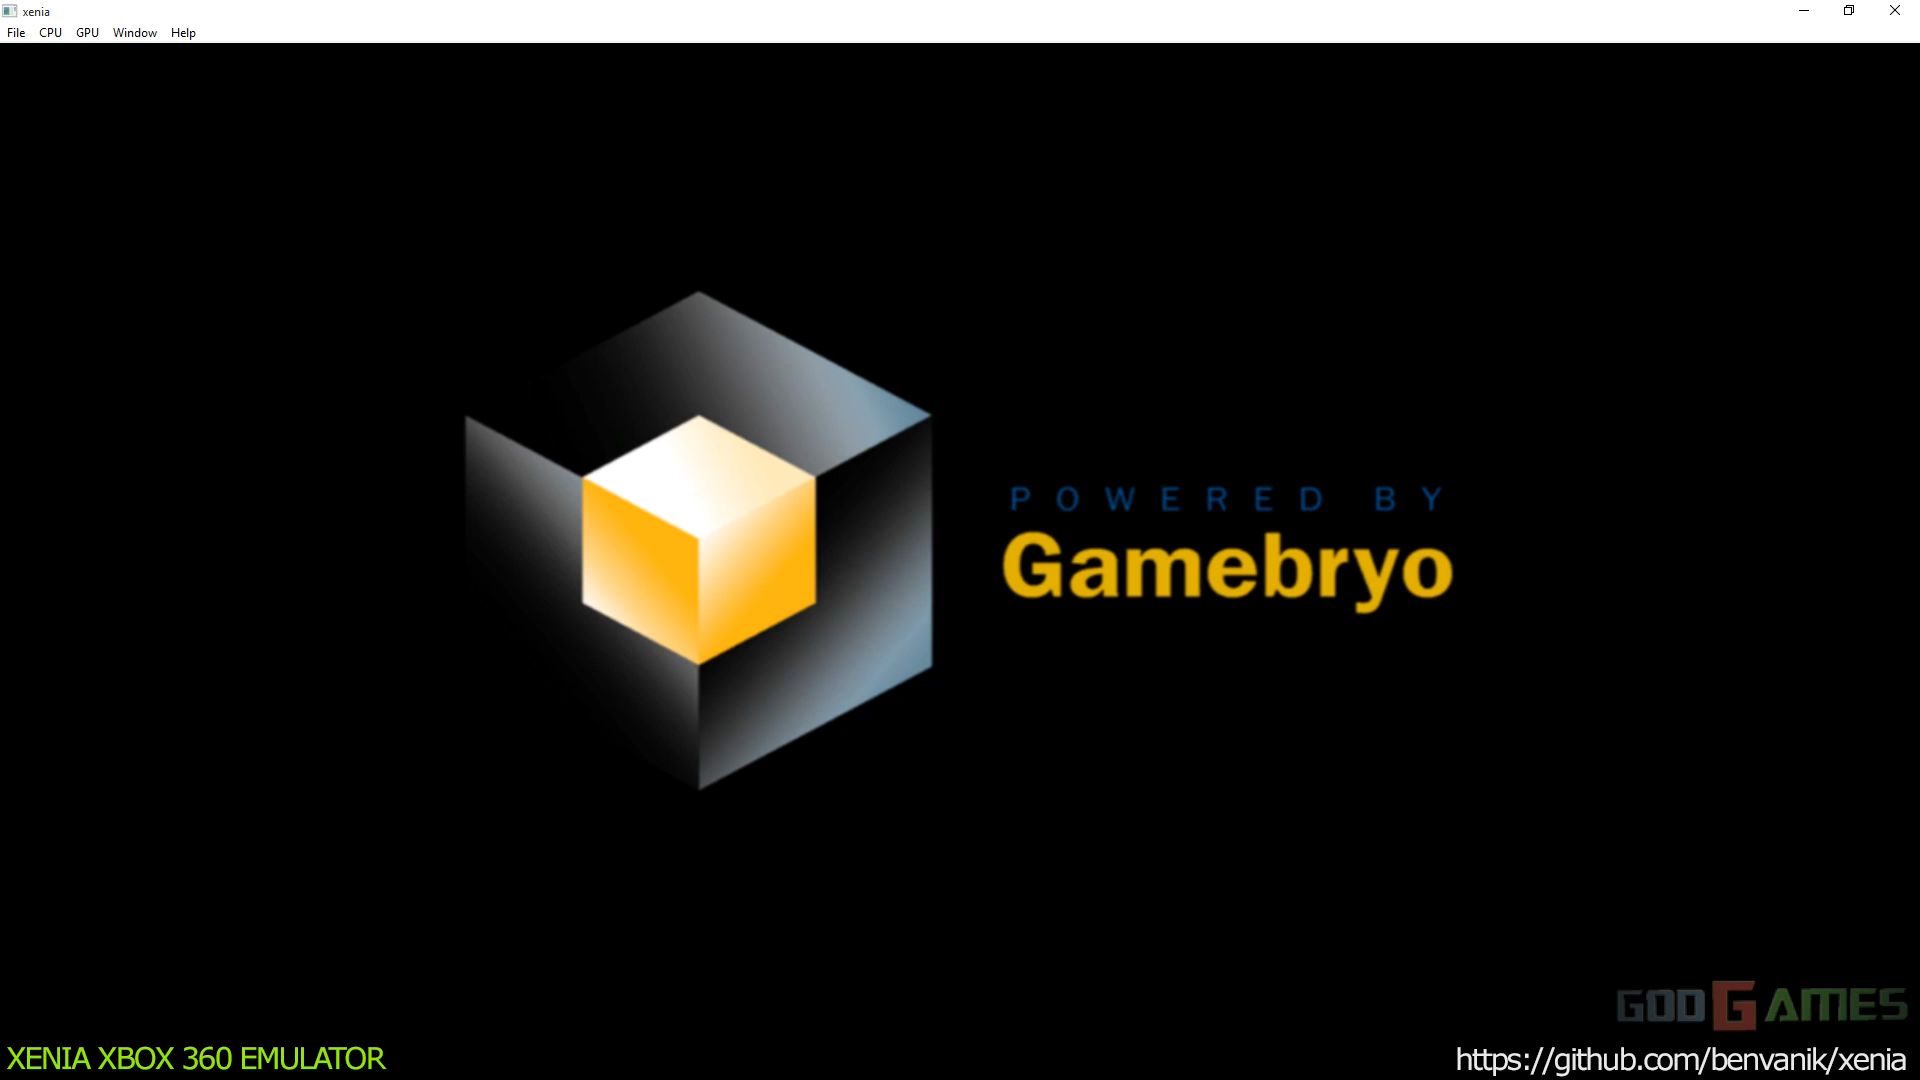 xenia
File CPU GPU Window Help
POWERED BY
Gamebryo
GODGAMES
XENIA XBOX 360 EMULATOR
https://github.com/benvanik/xenia